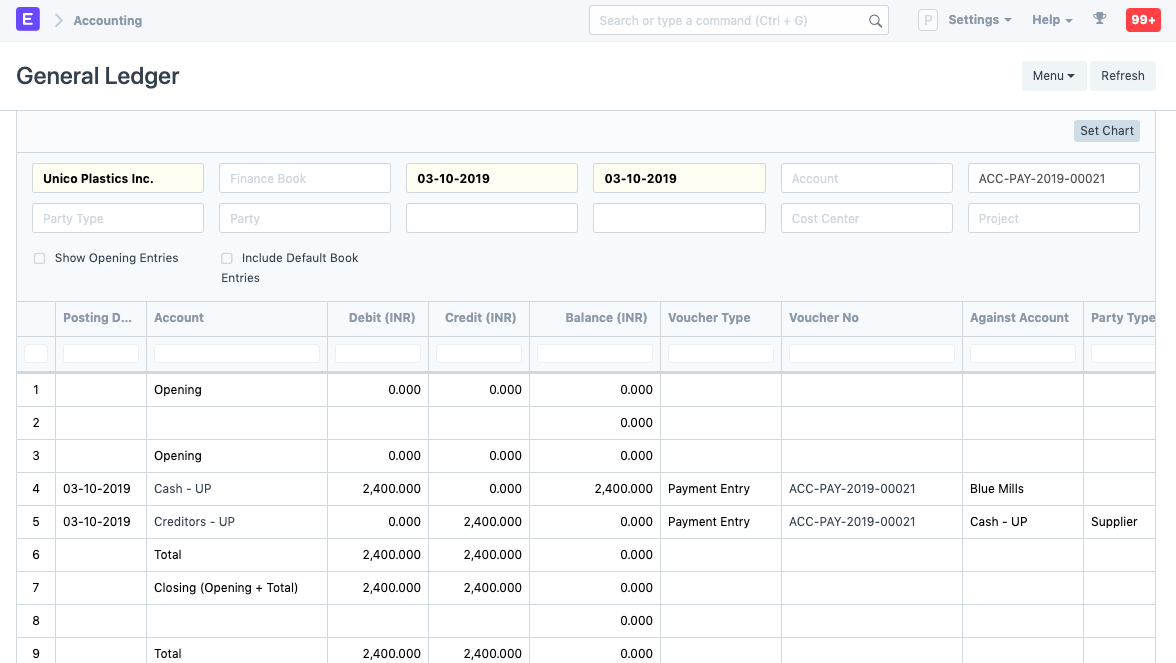 E Accounting Search or type a command (Ctrl + G) P Settings Help 99+
General Ledger Menu Refresh
Set Chart
Unico Plastics Inc. Finance Book 03-10-2019 03-10-2019 Account ACC-PAY-2019-00021
Party Type Party Cost Center Project
Show Opening Entries Include Default Book
Entries
Posting D... Account Debit (INR) Credit (INR) Balance (INR) Voucher Type Voucher No Against Account Party Type
1 Opening 0.000 0.000 0.000
2 0.000
3 Opening 0.000 0.000 0.000
4 03-10-2019 Cash - UP 2,400.000 0.000 2,400.000 Payment Entry ACC-PAY-2019-00021 Blue Mills
5 03-10-2019 Creditors - UP 0.000 2,400.000 0.000 Payment Entry ACC-PAY-2019-00021 Cash - UP Supplier
6 Total 2,400.000 2,400.000 0.000
7 Closing (Opening + Total) 2,400.000 2,400.000 0.000
8 0.000
9 Total 2,400.000 2,400.000 0.000